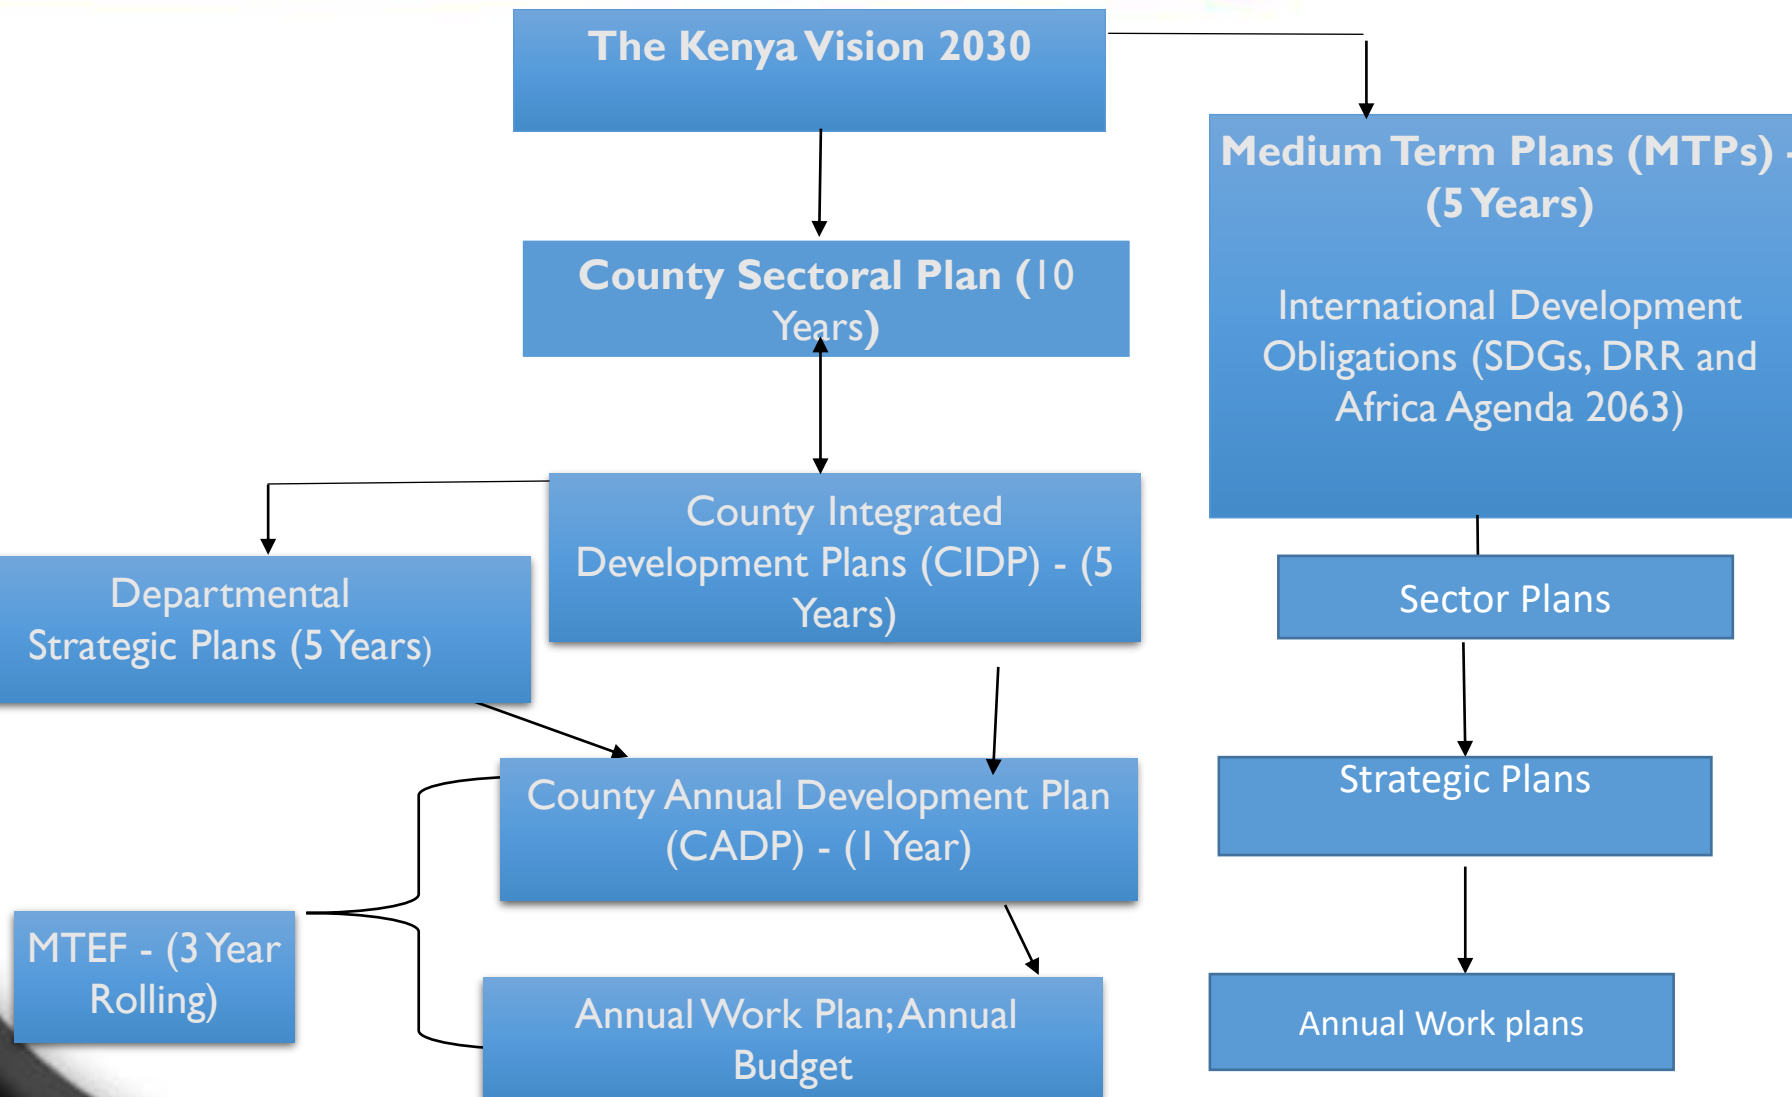 The Kenya Vision 2030
Medium Term Plans (MTPs) -
(5 Years)
International Development
Obligations (SDGs, DRR and
Africa Agenda 2063)
County Sectoral Plan (10
Years)
County Integrated
Development Plans (CIDP) - (5
Years)
Departmental
Strategic Plans (5 Years)
Sector Plans
County Annual Development Plan
(CADP) - (1 Year)
Strategic Plans
MTEF - (3 Year
Rolling)
Annual Work Plan; Annual
Budget
Annual Work plans